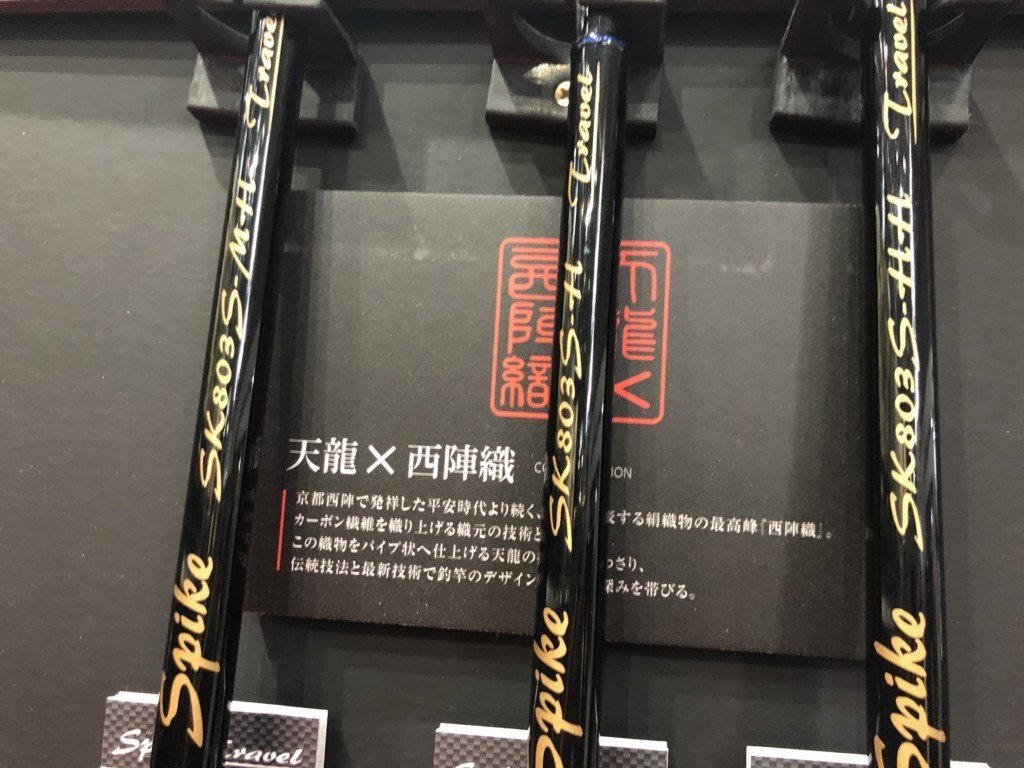 Spike SK803S-MH Travel
Spike SK803S-H Travel
Spike SK803S-HH Travel
西陣織
天龍×西陣織
京都西陣で発祥した平安時代より続く、
する絹織物の最高峰『西陣織』。
カーボン繊維を織り上げる織元の技術と
この織物をパイプ状へ仕上げる天龍の
わさり、
伝統技法と最新技術で釣竿のデザイン
深みを帯びる。
Travel